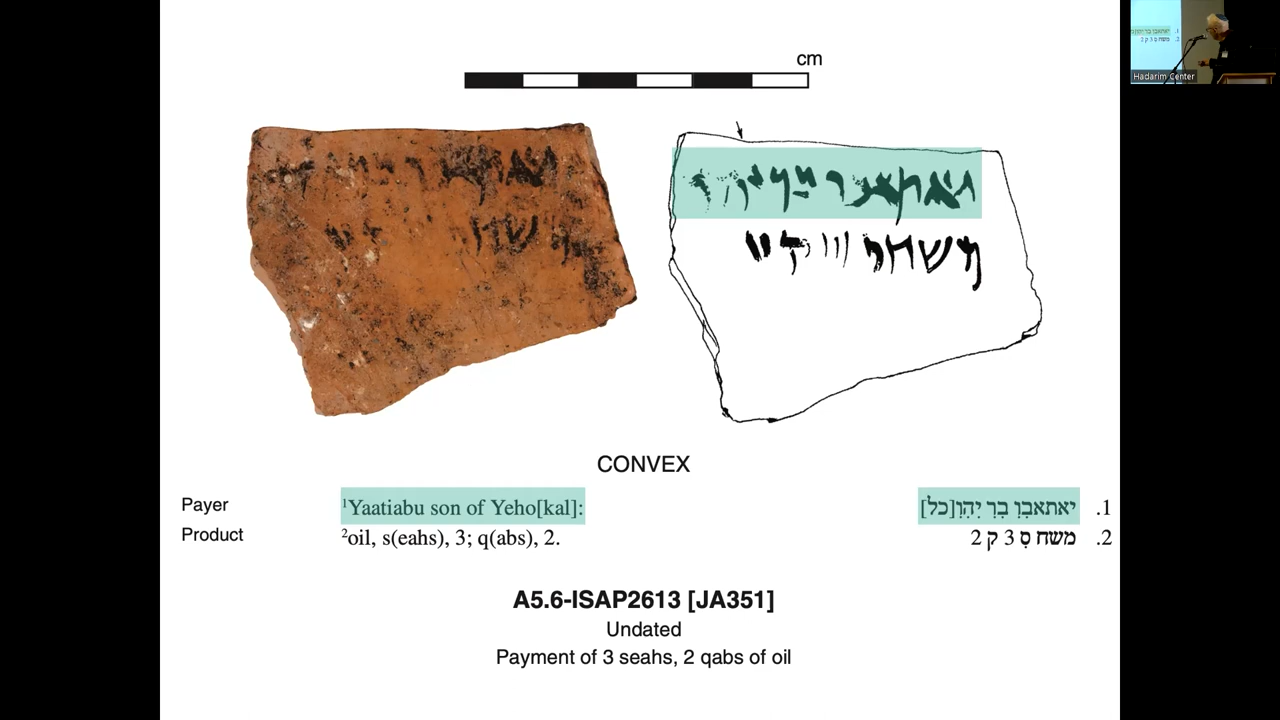 cm
CONVEX
Payer
¹Yaatiabu son of Yeho[kal]:
יאתאבו בר יהו[כל] .1
Product
²oil, s(eahs), 3; q(abs), 2.
משח ס 3 ק 2 .2
A5.6-ISAP2613 [JA351]
Undated
Payment of 3 seahs, 2 qabs of oil
Hadarim Center